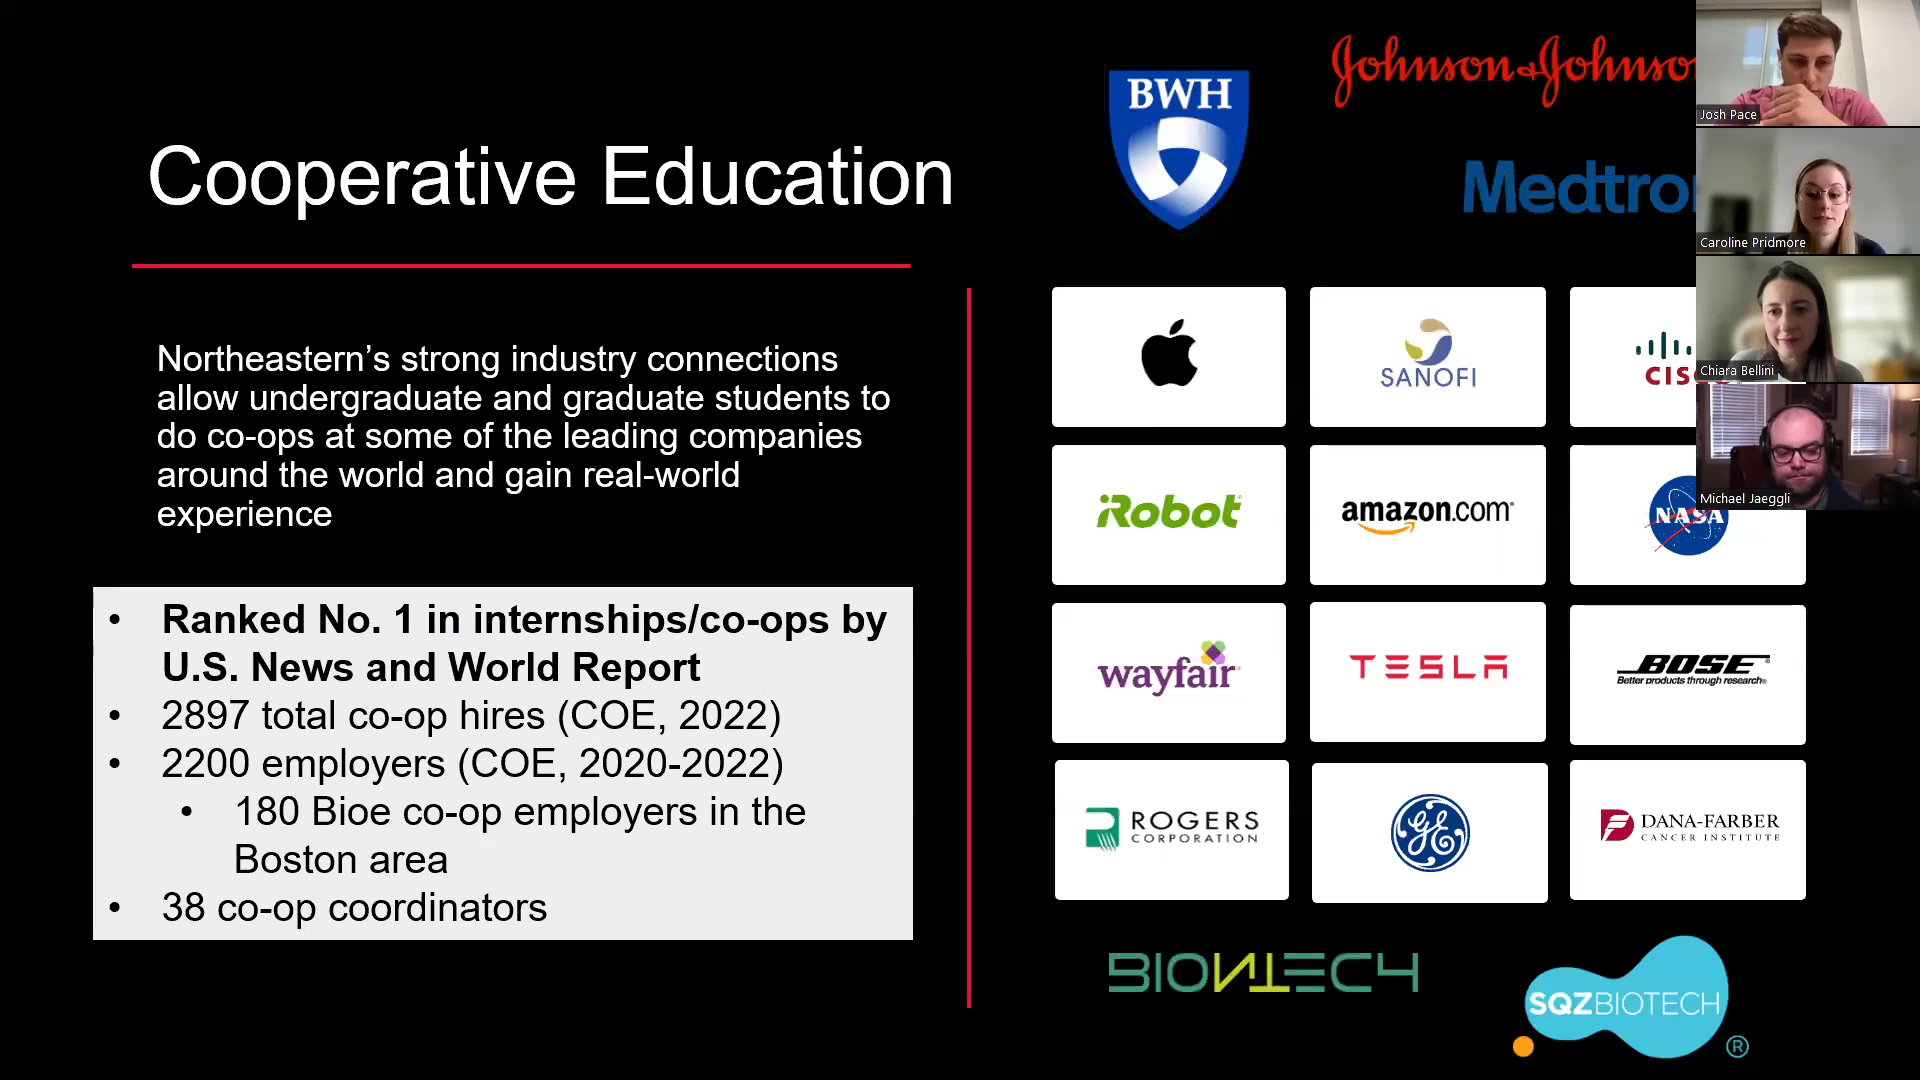 Cooperative Education
Northeastern’s strong industry connections
allow undergraduate and graduate students to
do co-ops at some of the leading companies
around the world and gain real-world
experience
• Ranked No. 1 in internships/co-ops by
U.S. News and World Report
• 2897 total co-op hires (COE, 2022)
• 2200 employers (COE, 2020-2022)
• 180 Bioe co-op employers in the
Boston area
• 38 co-op coordinators
BWH
Johnson & Johnso
Medtro
SANOFI
CIS
iRobot
amazon.com
NASA
wayfair
TESLA
BOSE
Better products through research®
ROGERS
CORPORATION
GE
DANA-FARBER
CANCER INSTITUTE
BIONTECH
SQZBIOTECH
®
Josh Pace
Caroline Pridmore
Chiara Bellini
Michael Jaeggli